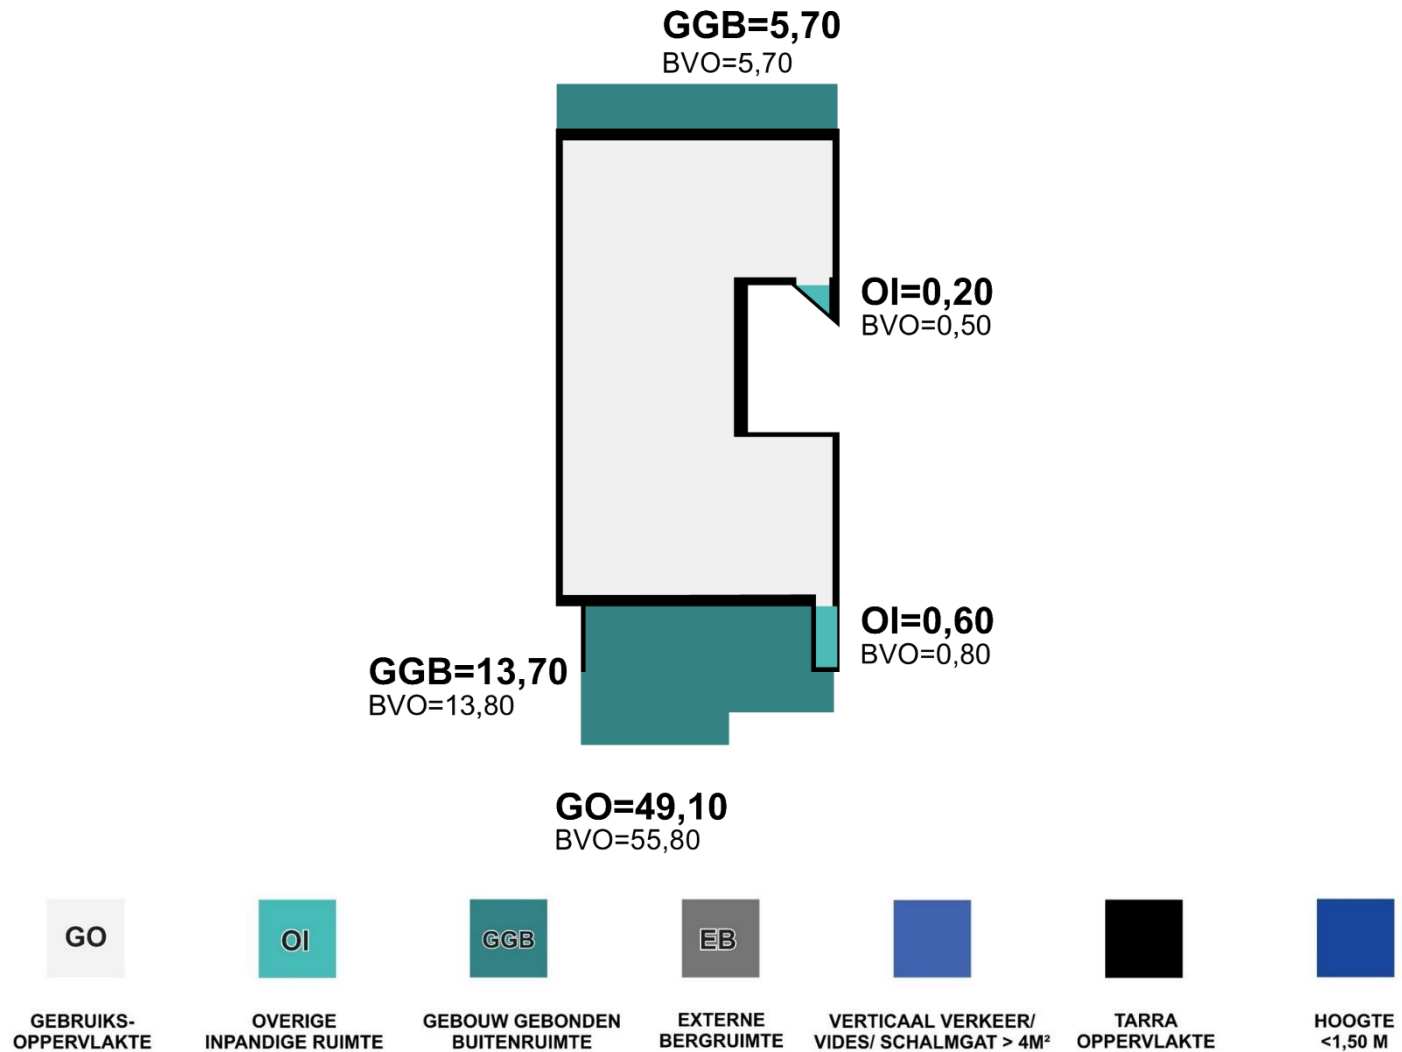 GGB=5,70
BVO=5,70
OI=0,20
BVO=0,50
OI=0,60
BVO=0,80
GGB=13,70
BVO=13,80
GO=49,10
BVO=55,80
GO
OI
GGB
EB
GEBRUIKS-
OPPERVLAKTE
OVERIGE
INPANDIGE RUIMTE
GEBOUW GEBONDEN
BUITENRUIMTE
EXTERNE
BERGRUIMTE
VERTICAAL VERKEER/
VIDES/ SCHALMGAT > 4M²
TARRA
OPPERVLAKTE
HOOGTE
<1,50 M